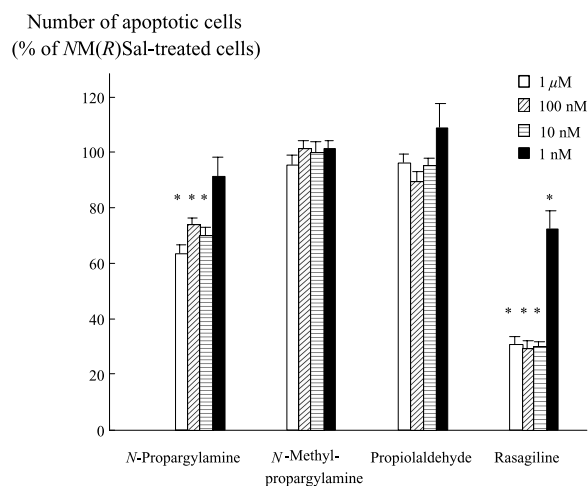 Number of apoptotic cells
(% of NM(R)Sal-treated cells)
120
100
80
60
40
20
0
1 μM
100 nM
10 nM
1 nM
* * *
*
* * *
N-Propargylamine
N-Methyl-
propargylamine
Propiolaldehyde
Rasagiline